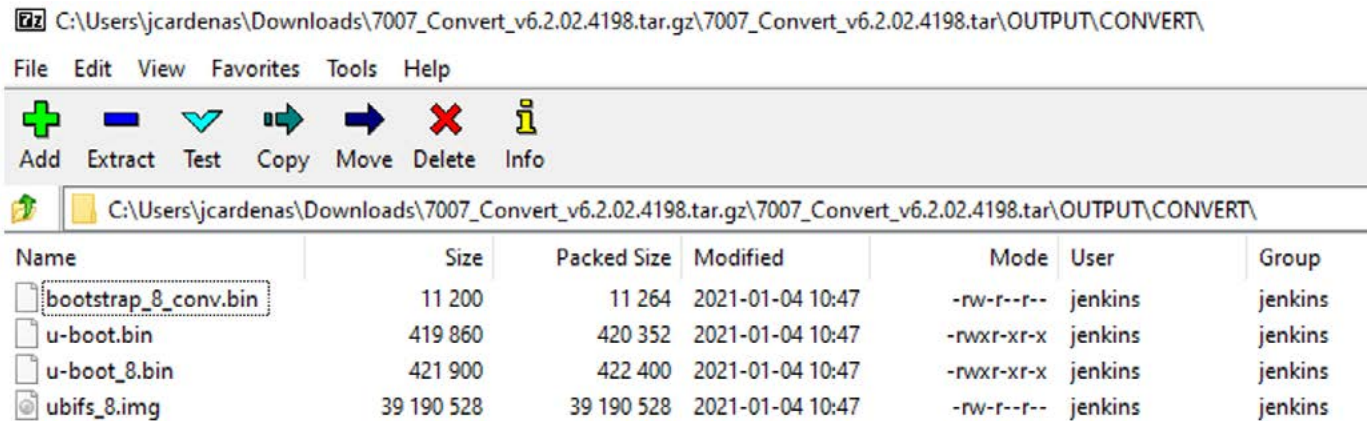 C:\Users\jcardenas\Downloads\7007_Convert_v6.2.02.4198.tar.gz\7007_Convert_v6.2.02.4198.tar\OUTPUT\CONVERT\
File Edit View Favorites Tools Help
Add Extract Test Copy Move Delete Info
C:\Users\jcardenas\Downloads\7007_Convert_v6.2.02.4198.tar.gz\7007_Convert_v6.2.02.4198.tar\OUTPUT\CONVERT\
Name Size Packed Size Modified Mode User Group
bootstrap_8_conv.bin 11 200 11 264 2021-01-04 10:47 -rw-r--r-- jenkins jenkins
u-boot.bin 419 860 420 352 2021-01-04 10:47 -rwxr-xr-x jenkins jenkins
u-boot_8.bin 421 900 422 400 2021-01-04 10:47 -rwxr-xr-x jenkins jenkins
ubifs_8.img 39 190 528 39 190 528 2021-01-04 10:47 -rw-r--r-- jenkins jenkins